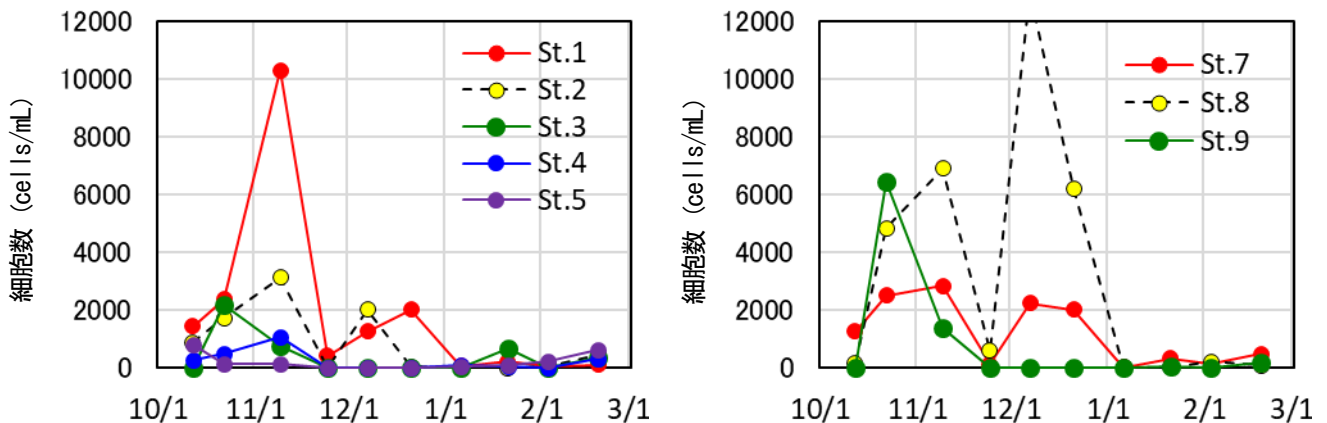 細胞数 (cells/mL)
12000
10000
8000
6000
4000
2000
0
10/1 11/1 12/1 1/1 2/1 3/1
St.1
St.2
St.3
St.4
St.5
細胞数 (cells/mL)
12000
10000
8000
6000
4000
2000
0
10/1 11/1 12/1 1/1 2/1 3/1
St.7
St.8
St.9